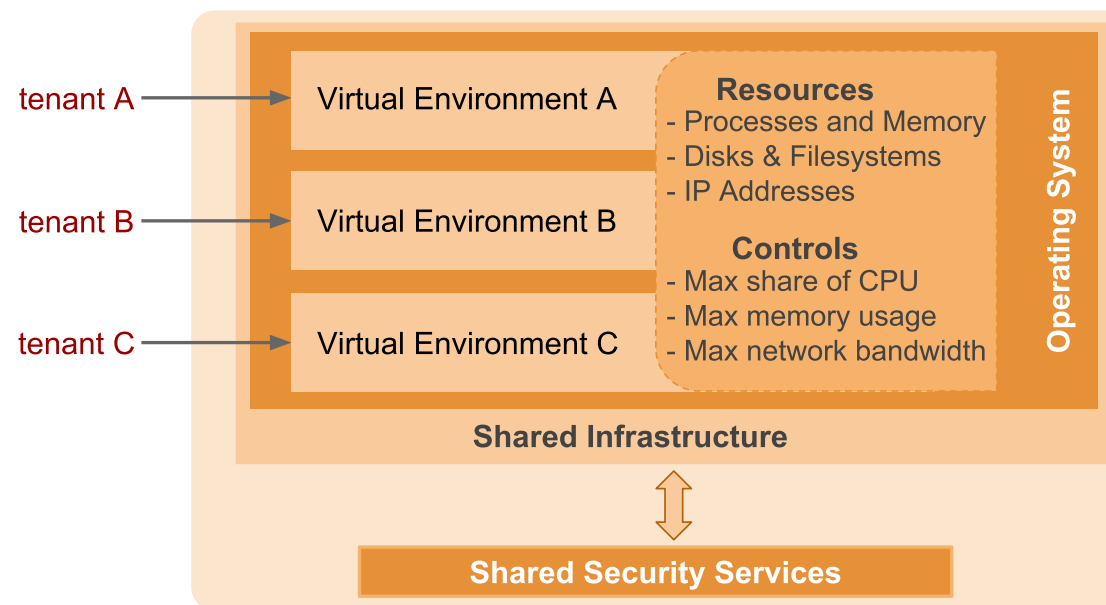 tenant A
Virtual Environment A
tenant B
Virtual Environment B
tenant C
Virtual Environment C
Resources
- Processes and Memory
- Disks & Filesystems
- IP Addresses
Controls
- Max share of CPU
- Max memory usage
- Max network bandwidth
Operating System
Shared Infrastructure
Shared Security Services